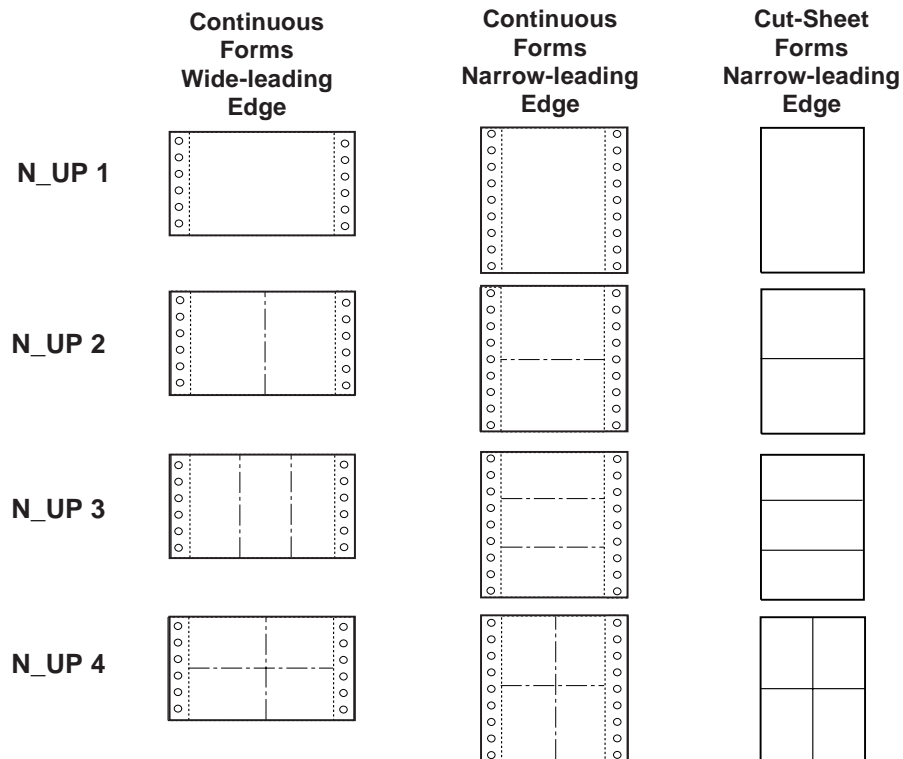 Continuous
Forms
Wide-leading
Edge
Continuous
Forms
Narrow-leading
Edge
Cut-Sheet
Forms
Narrow-leading
Edge
N_UP 1
N_UP 2
N_UP 3
N_UP 4